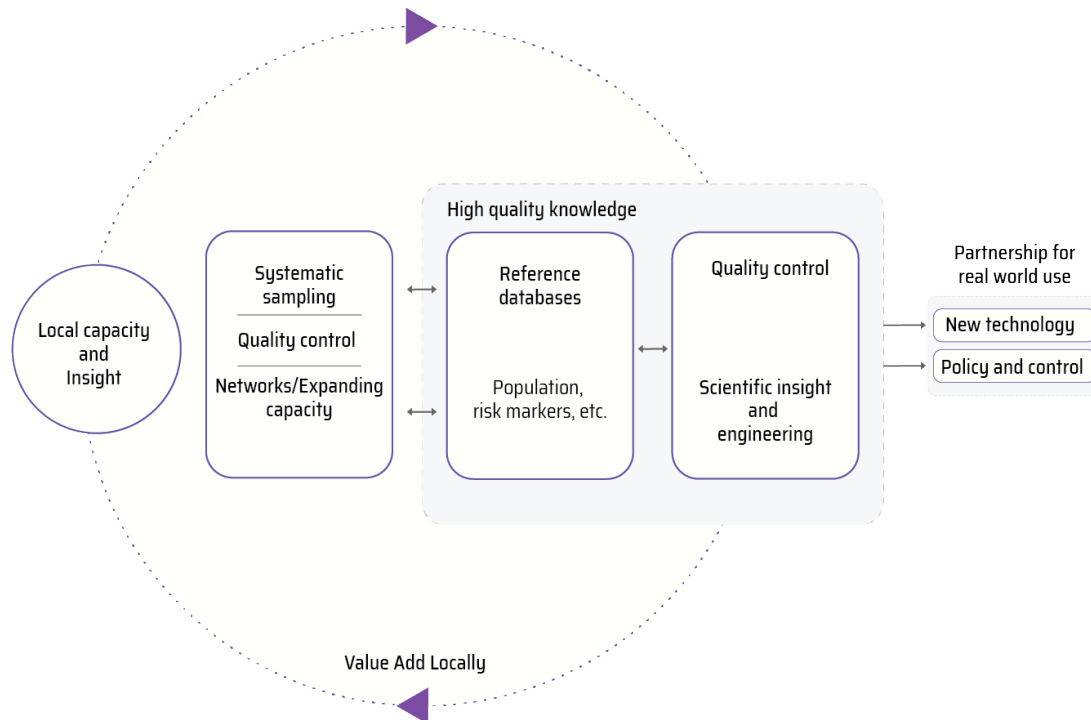 Local capacity
and
Insight
Systematic
sampling
Quality control
Networks/Expanding
capacity
High quality knowledge
Reference
databases
Population,
risk markers, etc.
Quality control
Scientific insight
and
engineering
Partnership for
real world use
New technology
Policy and control
Value Add Locally